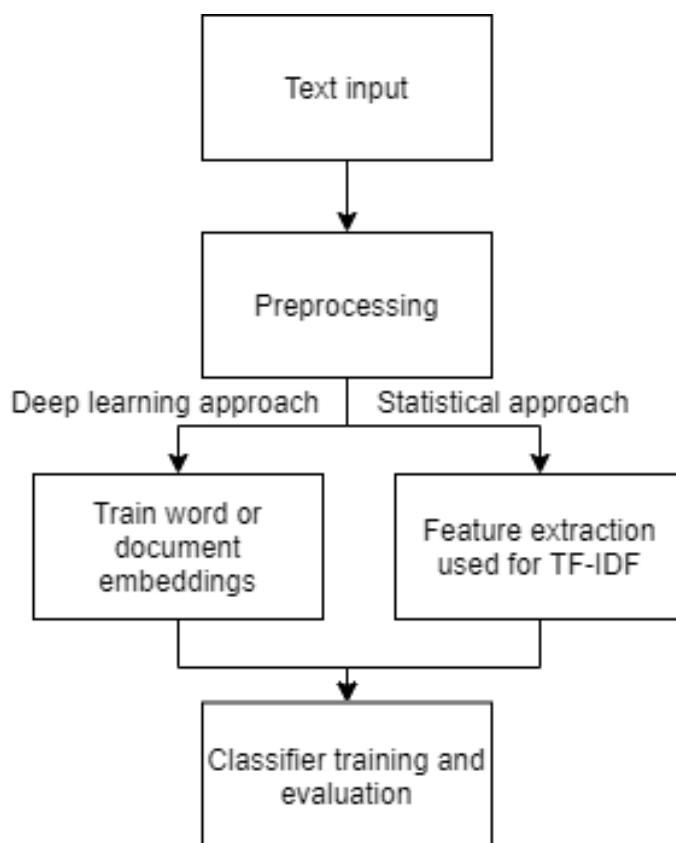 Text input
Preprocessing
Deep learning approach
Statistical approach
Train word or
document
embeddings
Feature extraction
used for TF-IDF
Classifier training and
evaluation